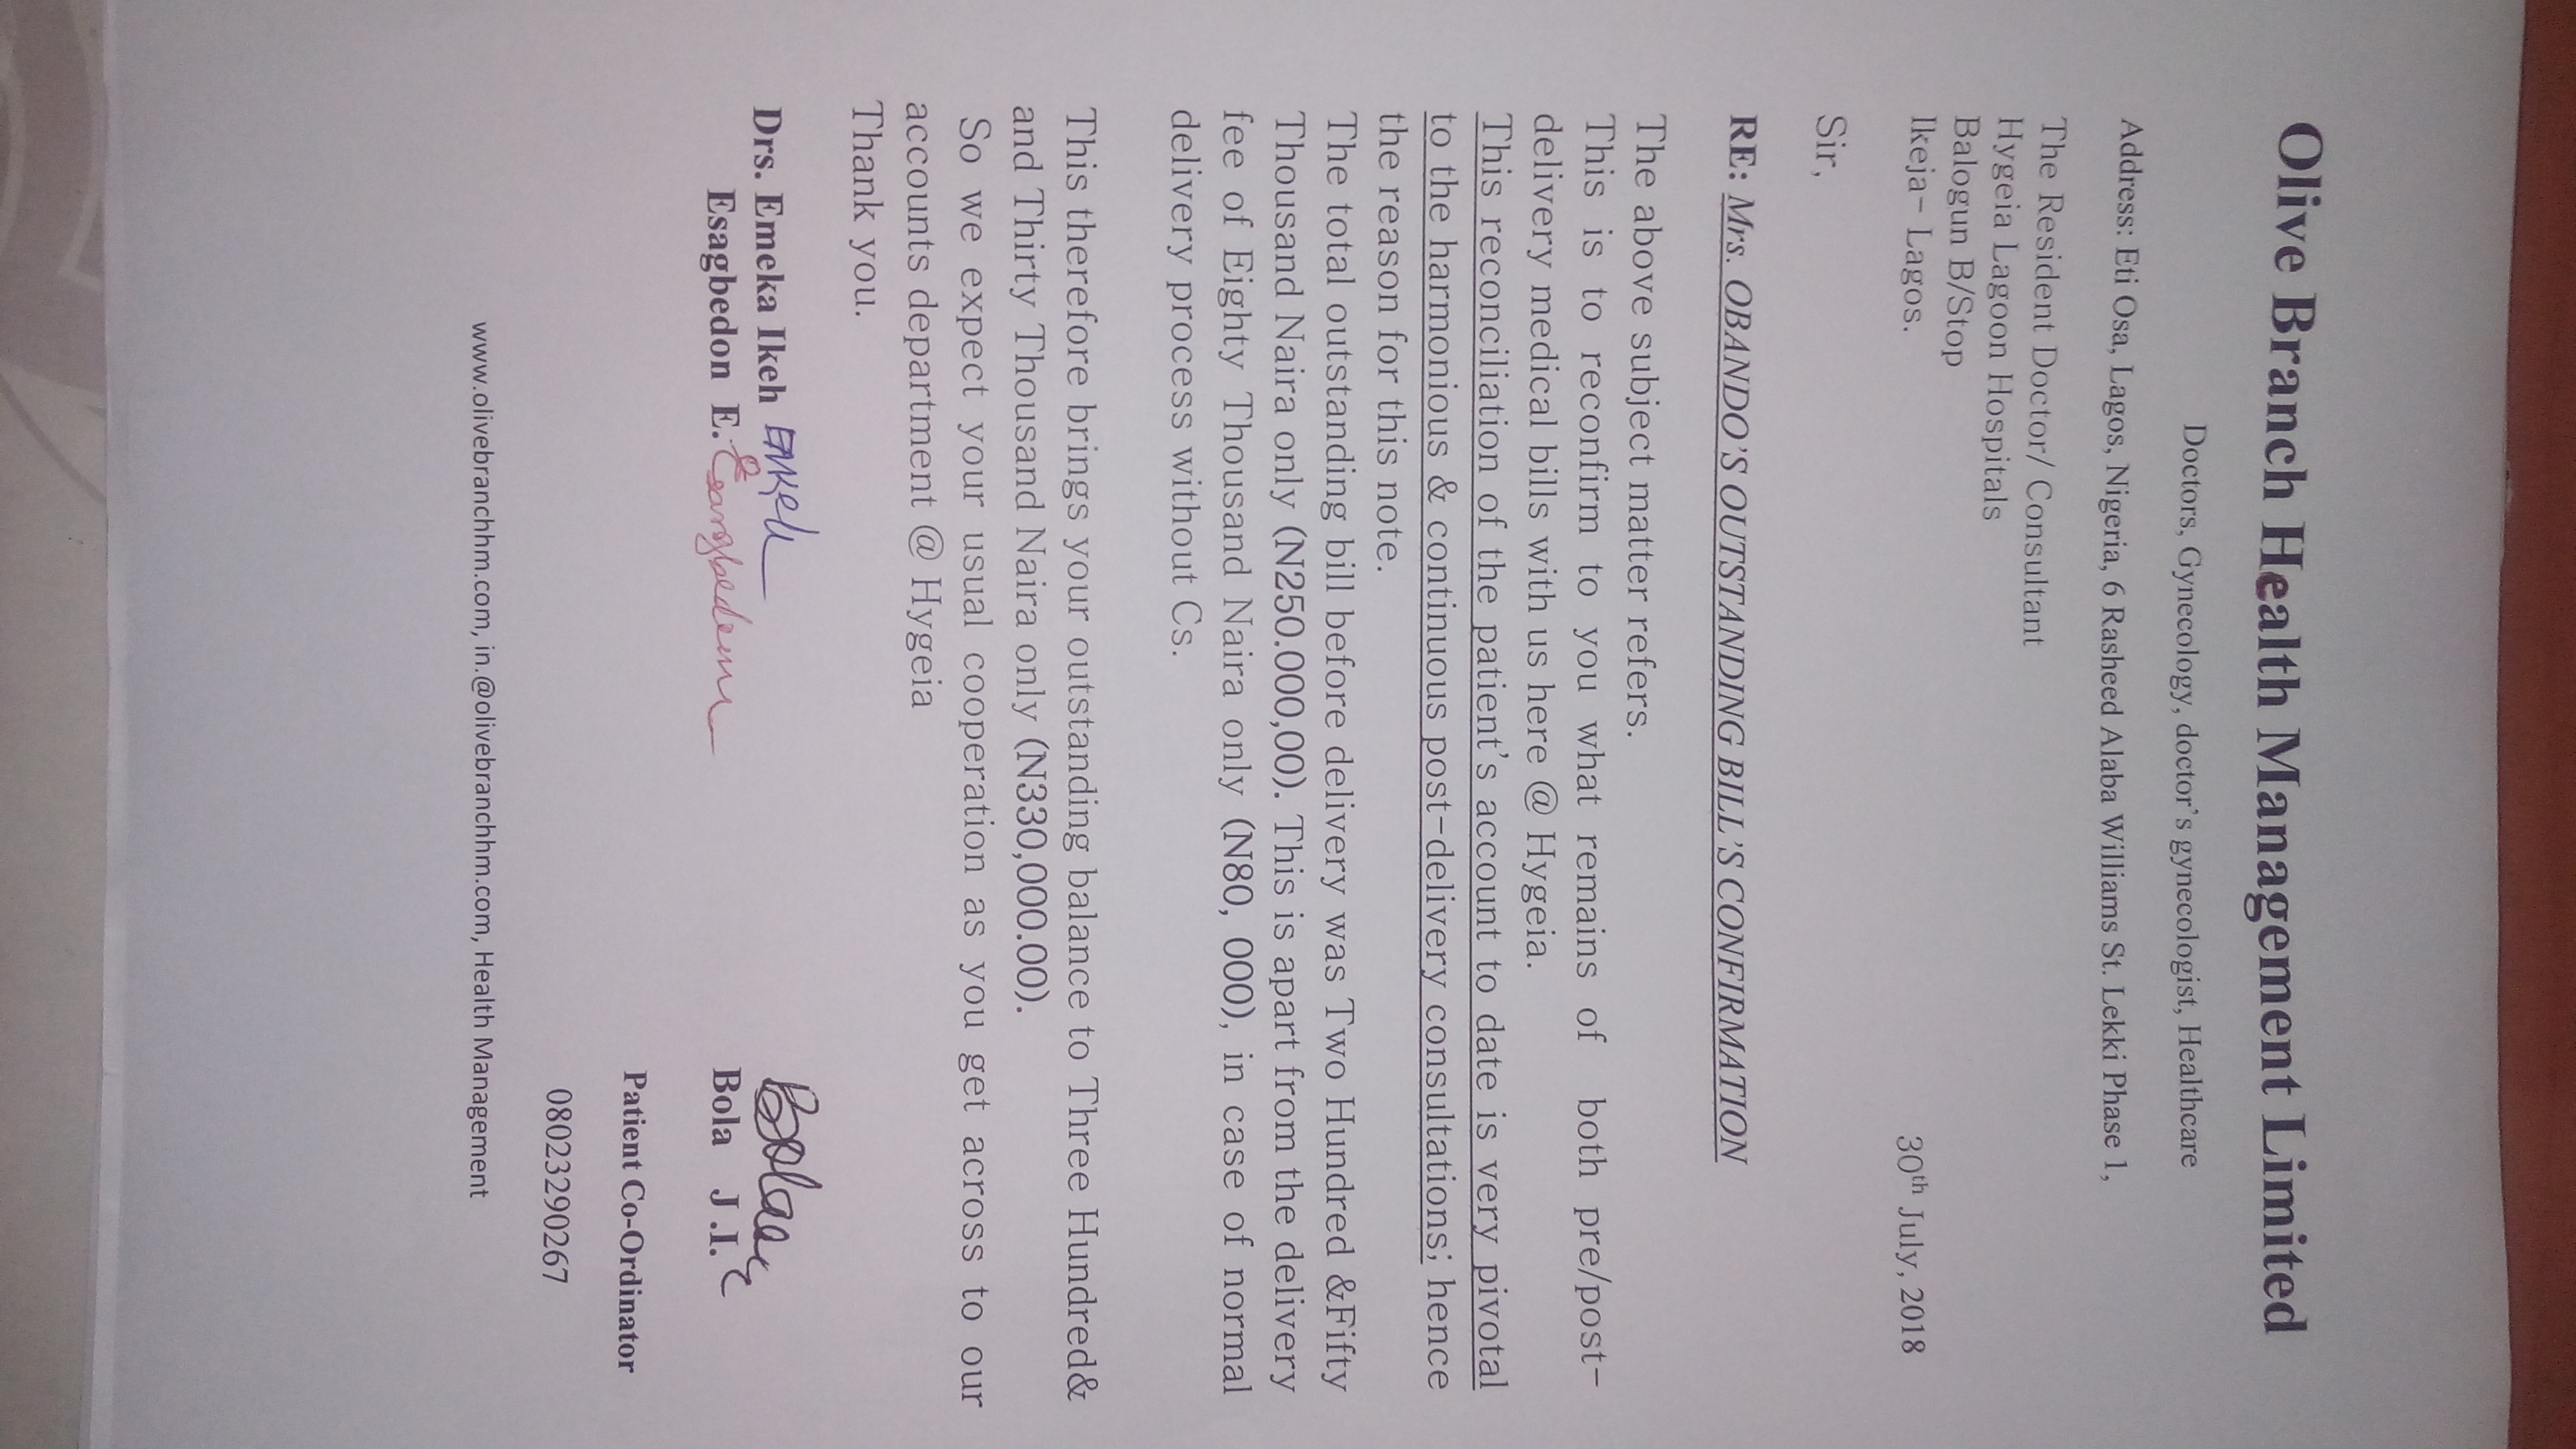 Olive Branch Health Management Limited
Doctors, Gynecology, doctor's gynecologist, Healthcare
Address: Eti Osa, Lagos, Nigeria, 6 Rasheed Alaba Williams St. Lekki Phase 1,
The Resident Doctor/ Consultant
Hygeia Lagoon Hospitals
Balogun B/Stop
Ikeja- Lagos. 30th July, 2018
Sir,
RE: Mrs. OBANDO'S OUTSTANDING BILL'S CONFIRMATION
The above subject matter refers.
This is to reconfirm to you what remains of both pre/post-
delivery medical bills with us here @ Hygeia.
This reconciliation of the patient's account to date is very pivotal
to the harmonious & continuous post-delivery consultations; hence
the reason for this note.
The total outstanding bill before delivery was Two Hundred &Fifty
Thousand Naira only (N250.000,00). This is apart from the delivery
fee of Eighty Thousand Naira only (N80, 000), in case of normal
delivery process without Cs.
This therefore brings your outstanding balance to Three Hundred&
and Thirty Thousand Naira only (N330,000.00).
So we expect your usual cooperation as you get across to our
accounts department @ Hygeia
Thank you.
Drs. Emeka Ikeh
Esagbedon E. Bola J .I.
Patient Co-Ordinator
08023290267
www.olivebranchhm.com, in.@olivebranchhm.com, Health Management